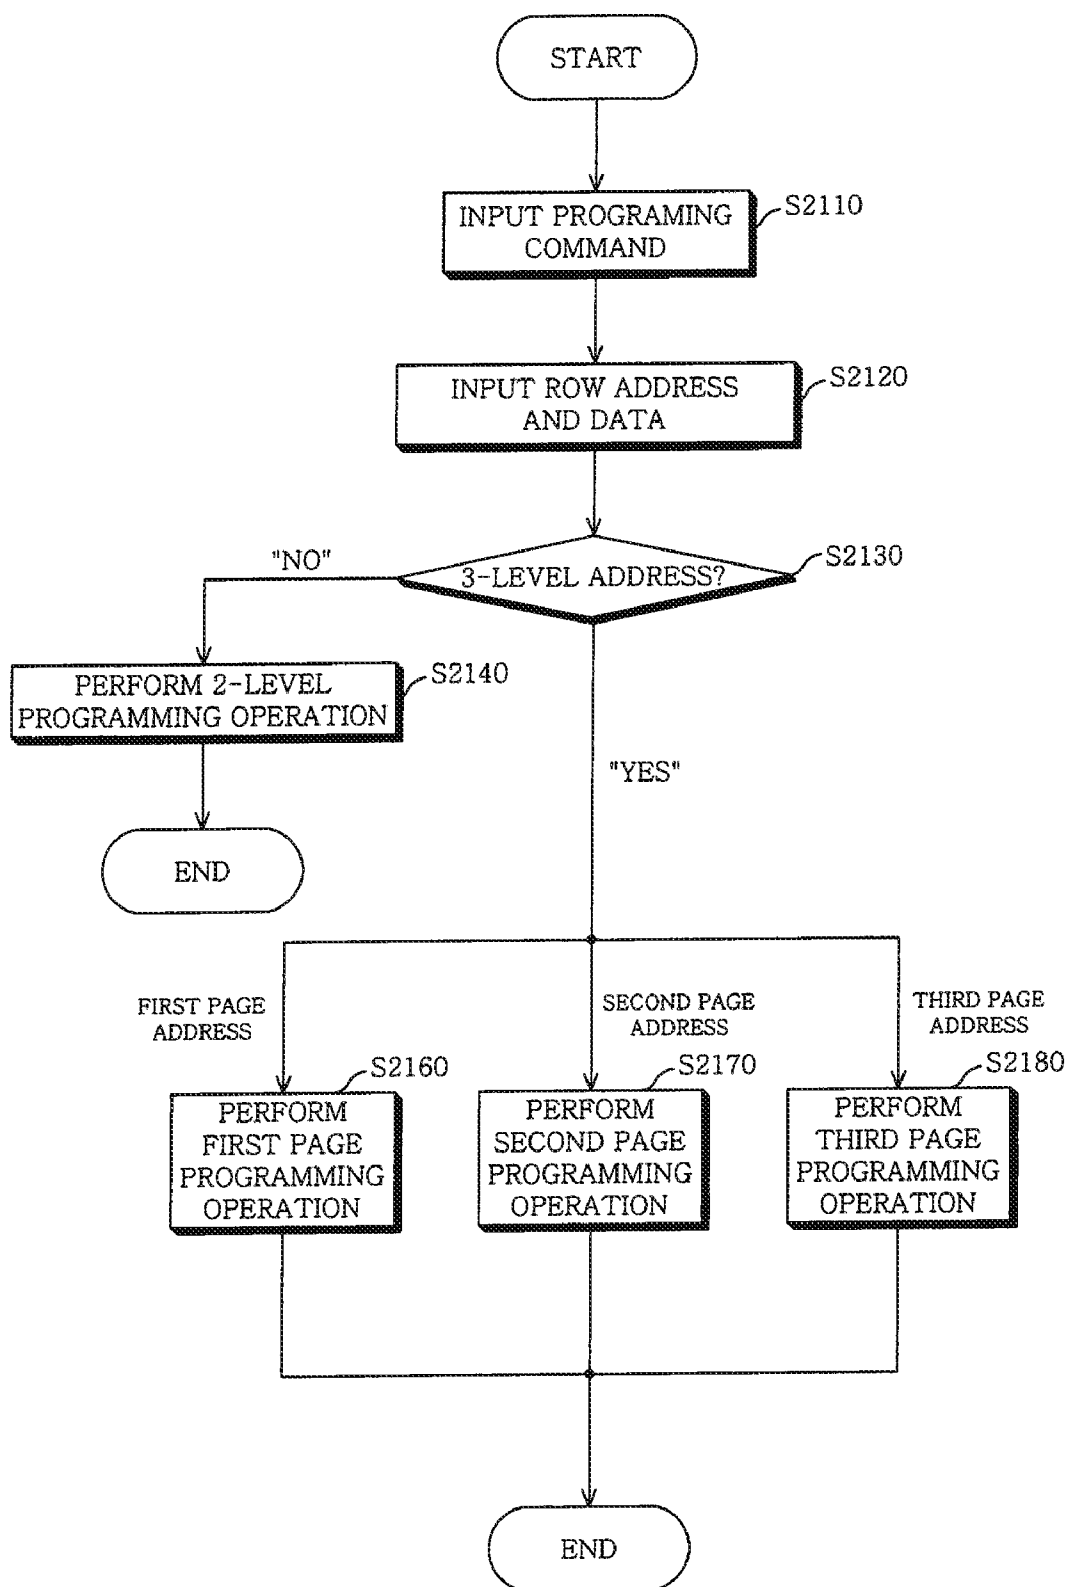 START
INPUT PROGRAMING
COMMAND
S2110
INPUT ROW ADDRESS
AND DATA
S2120
3-LEVEL ADDRESS?
S2130
"NO"
PERFORM 2-LEVEL
PROGRAMMING OPERATION
S2140
END
"YES"
FIRST PAGE
ADDRESS
SECOND PAGE
ADDRESS
THIRD PAGE
ADDRESS
S2160
PERFORM
FIRST PAGE
PROGRAMMING
OPERATION
S2170
PERFORM
SECOND PAGE
PROGRAMMING
OPERATION
S2180
PERFORM
THIRD PAGE
PROGRAMMING
OPERATION
END